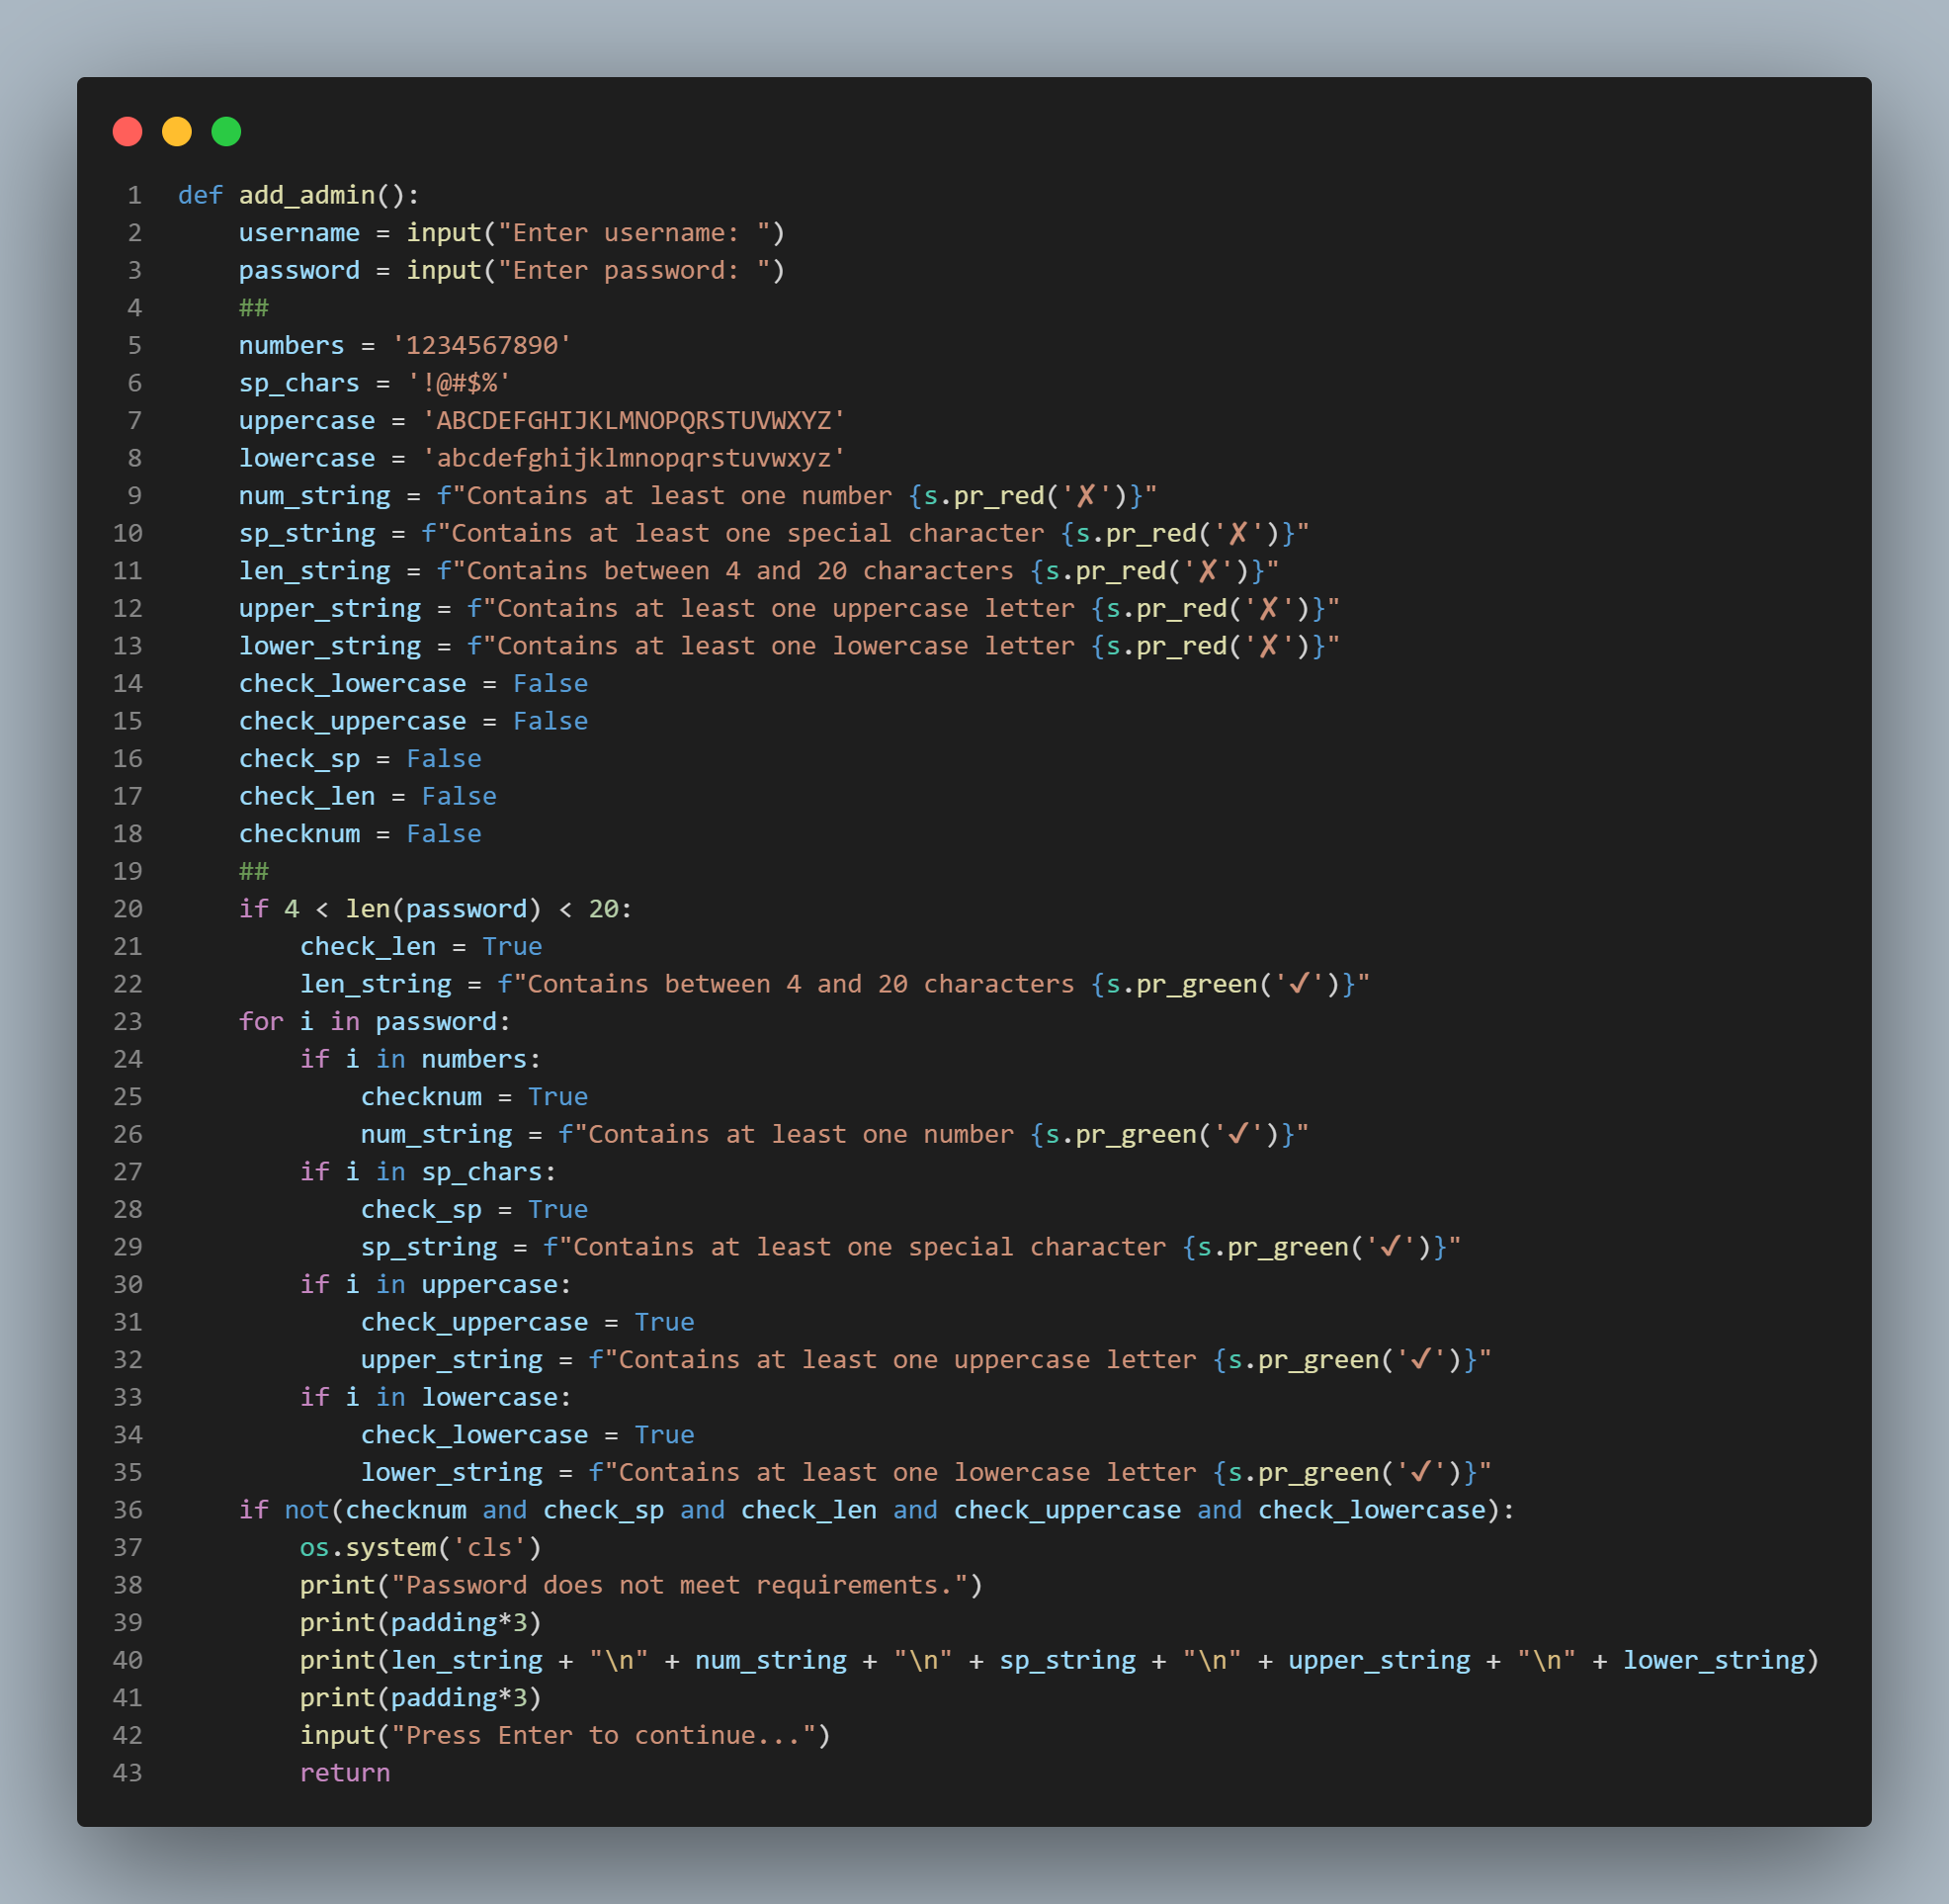 1 def add_admin():
2     username = input("Enter username: ")
3     password = input("Enter password: ")
4     ##
5     numbers = '1234567890'
6     sp_chars = '!@#$%'
7     uppercase = 'ABCDEFGHIJKLMNOPQRSTUVWXYZ'
8     lowercase = 'abcdefghijklmnopqrstuvwxyz'
9     num_string = f"Contains at least one number {s.pr_red('✗')}"
10     sp_string = f"Contains at least one special character {s.pr_red('✗')}"
11     len_string = f"Contains between 4 and 20 characters {s.pr_red('✗')}"
12     upper_string = f"Contains at least one uppercase letter {s.pr_red('✗')}"
13     lower_string = f"Contains at least one lowercase letter {s.pr_red('✗')}"
14     check_lowercase = False
15     check_uppercase = False
16     check_sp = False
17     check_len = False
18     checknum = False
19     ##
20     if 4 < len(password) < 20:
21         check_len = True
22         len_string = f"Contains between 4 and 20 characters {s.pr_green('✓')}"
23     for i in password:
24         if i in numbers:
25             checknum = True
26             num_string = f"Contains at least one number {s.pr_green('✓')}"
27         if i in sp_chars:
28             check_sp = True
29             sp_string = f"Contains at least one special character {s.pr_green('✓')}"
30         if i in uppercase:
31             check_uppercase = True
32             upper_string = f"Contains at least one uppercase letter {s.pr_green('✓')}"
33         if i in lowercase:
34             check_lowercase = True
35             lower_string = f"Contains at least one lowercase letter {s.pr_green('✓')}"
36     if not(checknum and check_sp and check_len and check_uppercase and check_lowercase):
37         os.system('cls')
38         print("Password does not meet requirements.")
39         print(padding*3)
40         print(len_string + "\n" + num_string + "\n" + sp_string + "\n" + upper_string + "\n" + lower_string)
41         print(padding*3)
42         input("Press Enter to continue...")
43         return